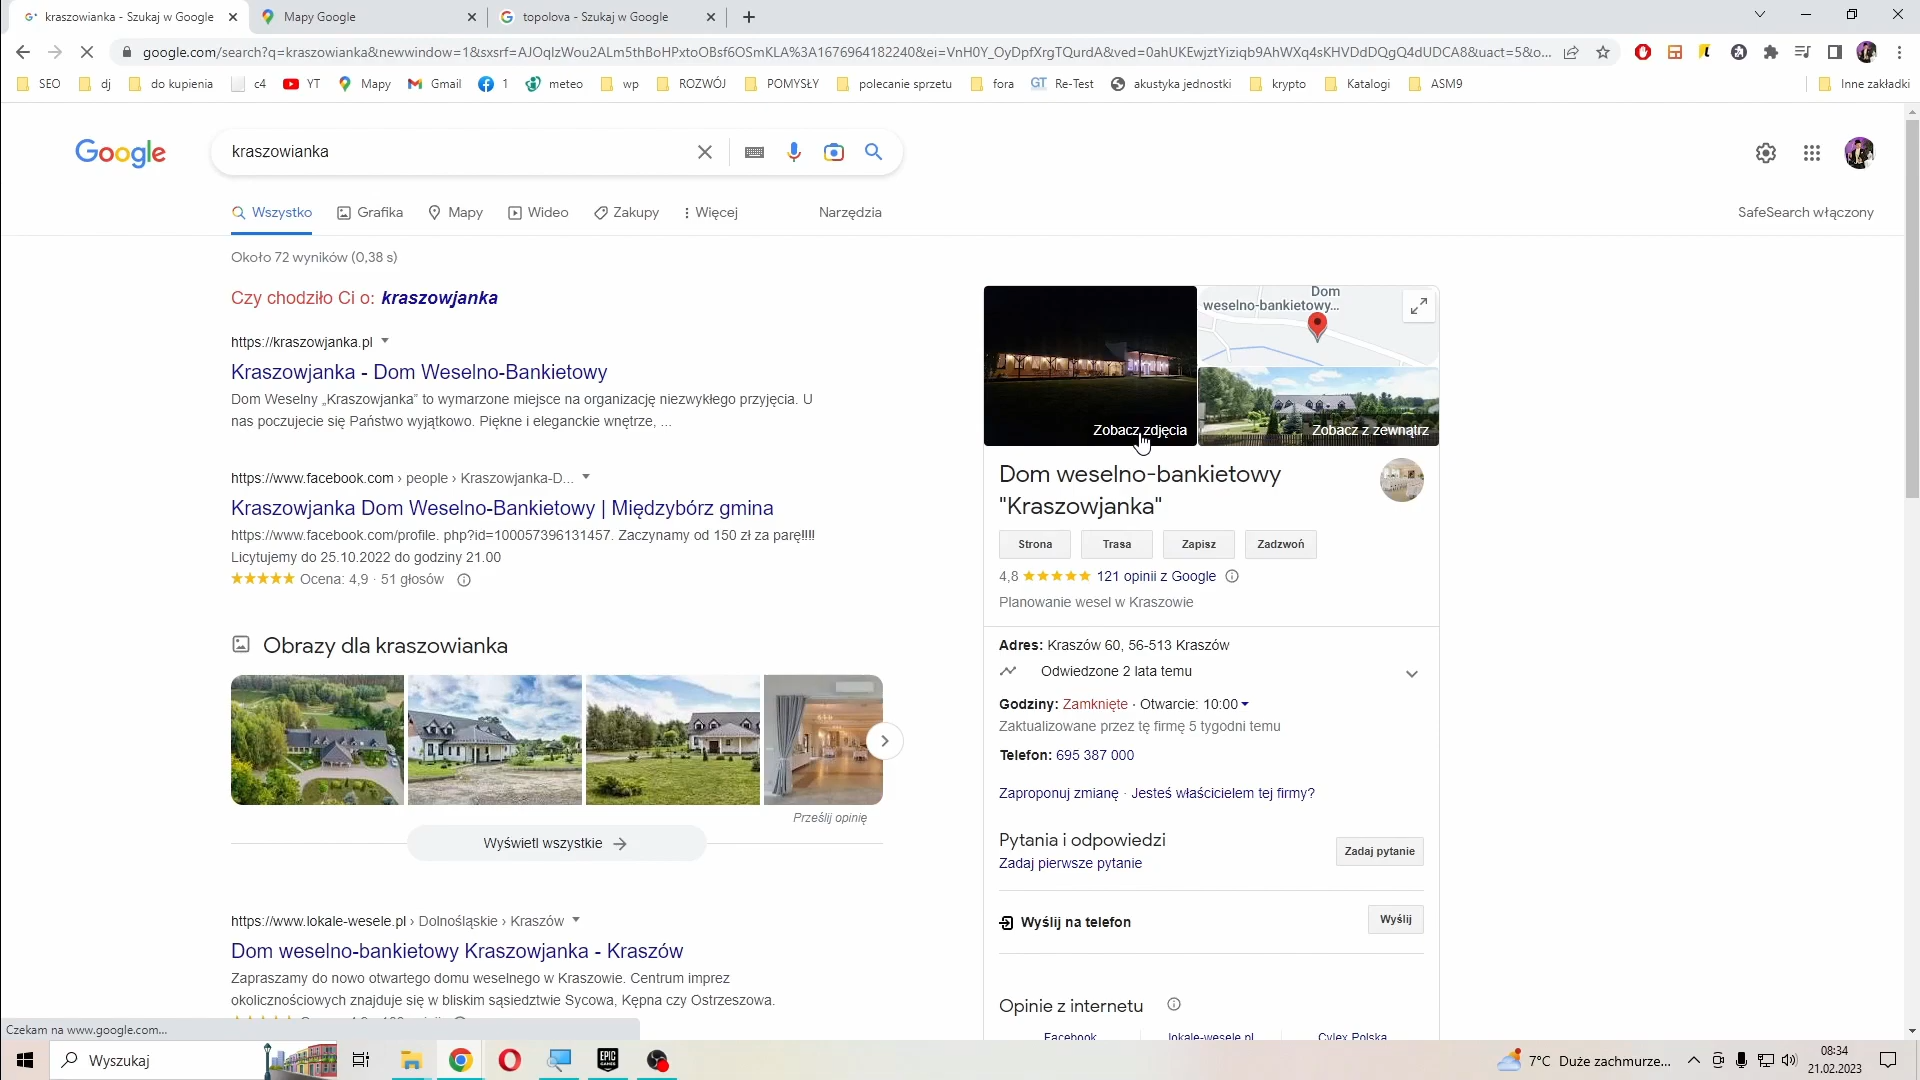 kraszowianka - Szukaj w Google
Mapy Google
topolova - Szukaj w Google
google.com/search?q=kraszowianka&newwindow=1&sxsrf=AJOqlzWou2ALm5thBoHPxtoOBsf6OSmKLA%3A1676964182240&ei=VnH0Y_OyDpfXrgTQurdA&ved=0ahUKEwjztYiziqb9AhWXq4sKHVDdDQgQ4dUDCA8&uact=5&o...
SEO
dj
do kupienia
c4
YT
Mapy
Gmail
1
meteo
wp
ROZWÓJ
POMYSŁY
polecanie sprzetu
fora
GT Re-Test
akustyka jednostki
krypto
Katalogi
ASM9
Inne zakładki
Google
kraszowianka
Wszystko
Grafika
Mapy
Wideo
Zakupy
Więcej
Narzędzia
SafeSearch włączony
Około 72 wyników (0,38 s)
Czy chodziło Ci o: kraszowjanka
https://kraszowjanka.pl
Kraszowjanka - Dom Weselno-Bankietowy
Dom Weselny „Kraszowjanka” to wymarzone miejsce na organizację niezwykłego przyjęcia. U
nas poczujecie się Państwo wyjątkowo. Piękne i eleganckie wnętrze, ...
https://www.facebook.com › people › Kraszowjanka-D...
Kraszowjanka Dom Weselno-Bankietowy | Międzybórz gmina
https://www.facebook.com/profile. php?id=100057396131457. Zaczynamy od 150 zł za parę!!!!
Licytujemy do 25.10.2022 do godziny 21.00
Ocena: 4,9 · 51 głosów
Obrazy dla kraszowianka
Prześlij opinię
Wyświetl wszystkie
https://www.lokale-wesele.pl › Dolnośląskie › Kraszów
Dom weselno-bankietowy Kraszowjanka - Kraszów
Zapraszamy do nowo otwartego domu weselnego w Kraszowie. Centrum imprez
okolicznościowych znajduje się w bliskim sąsiedztwie Sycowa, Kępna czy Ostrzeszowa.
Dom
weselno-bankietowy...
Zobacz zdjęcia
Zobacz z zewnątrz
Dom weselno-bankietowy
"Kraszowjanka"
Strona
Trasa
Zapisz
Zadzwoń
4,8
121 opinii z Google
Planowanie wesel w Kraszowie
Adres: Kraszów 60, 56-513 Kraszów
Odwiedzone 2 lata temu
Godziny: Zamknięte · Otwarcie: 10:00
Zaktualizowane przez tę firmę 5 tygodni temu
Telefon: 695 387 000
Zaproponuj zmianę · Jesteś właścicielem tej firmy?
Pytania i odpowiedzi
Zadaj pierwsze pytanie
Zadaj pytanie
Wyślij na telefon
Wyślij
Opinie z internetu
Facebook
lokale-wesele.pl
Cylex Polska
Czekam na www.google.com...
Wyszukaj
EPIC
GAMES
7°C Duże zachmurze...
08:34
21.02.2023